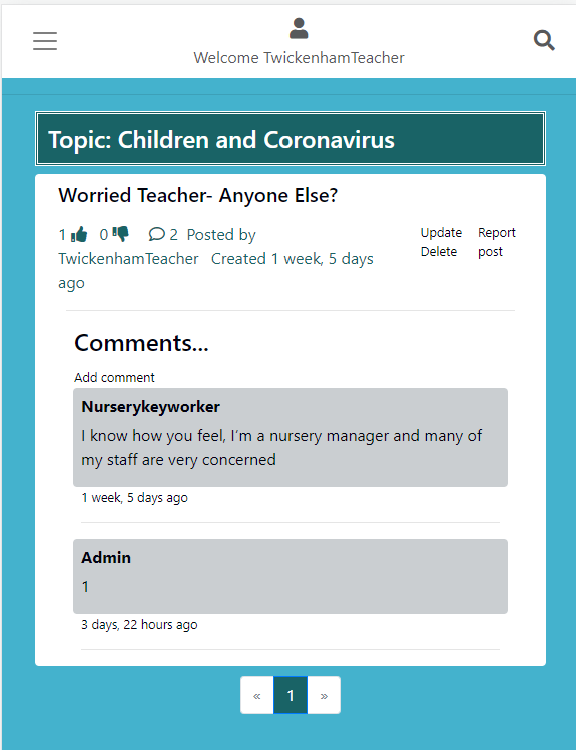 Welcome TwickenhamTeacher
Topic: Children and Coronavirus
Worried Teacher- Anyone Else?
1 0 2 Posted by
TwickenhamTeacher Created 1 week, 5 days
ago
Update
Delete
Report
post
Comments...
Add comment
Nurserykeyworker
I know how you feel, I'm a nursery manager and many of
my staff are very concerned
1 week, 5 days ago
Admin
1
3 days, 22 hours ago
« 1 »